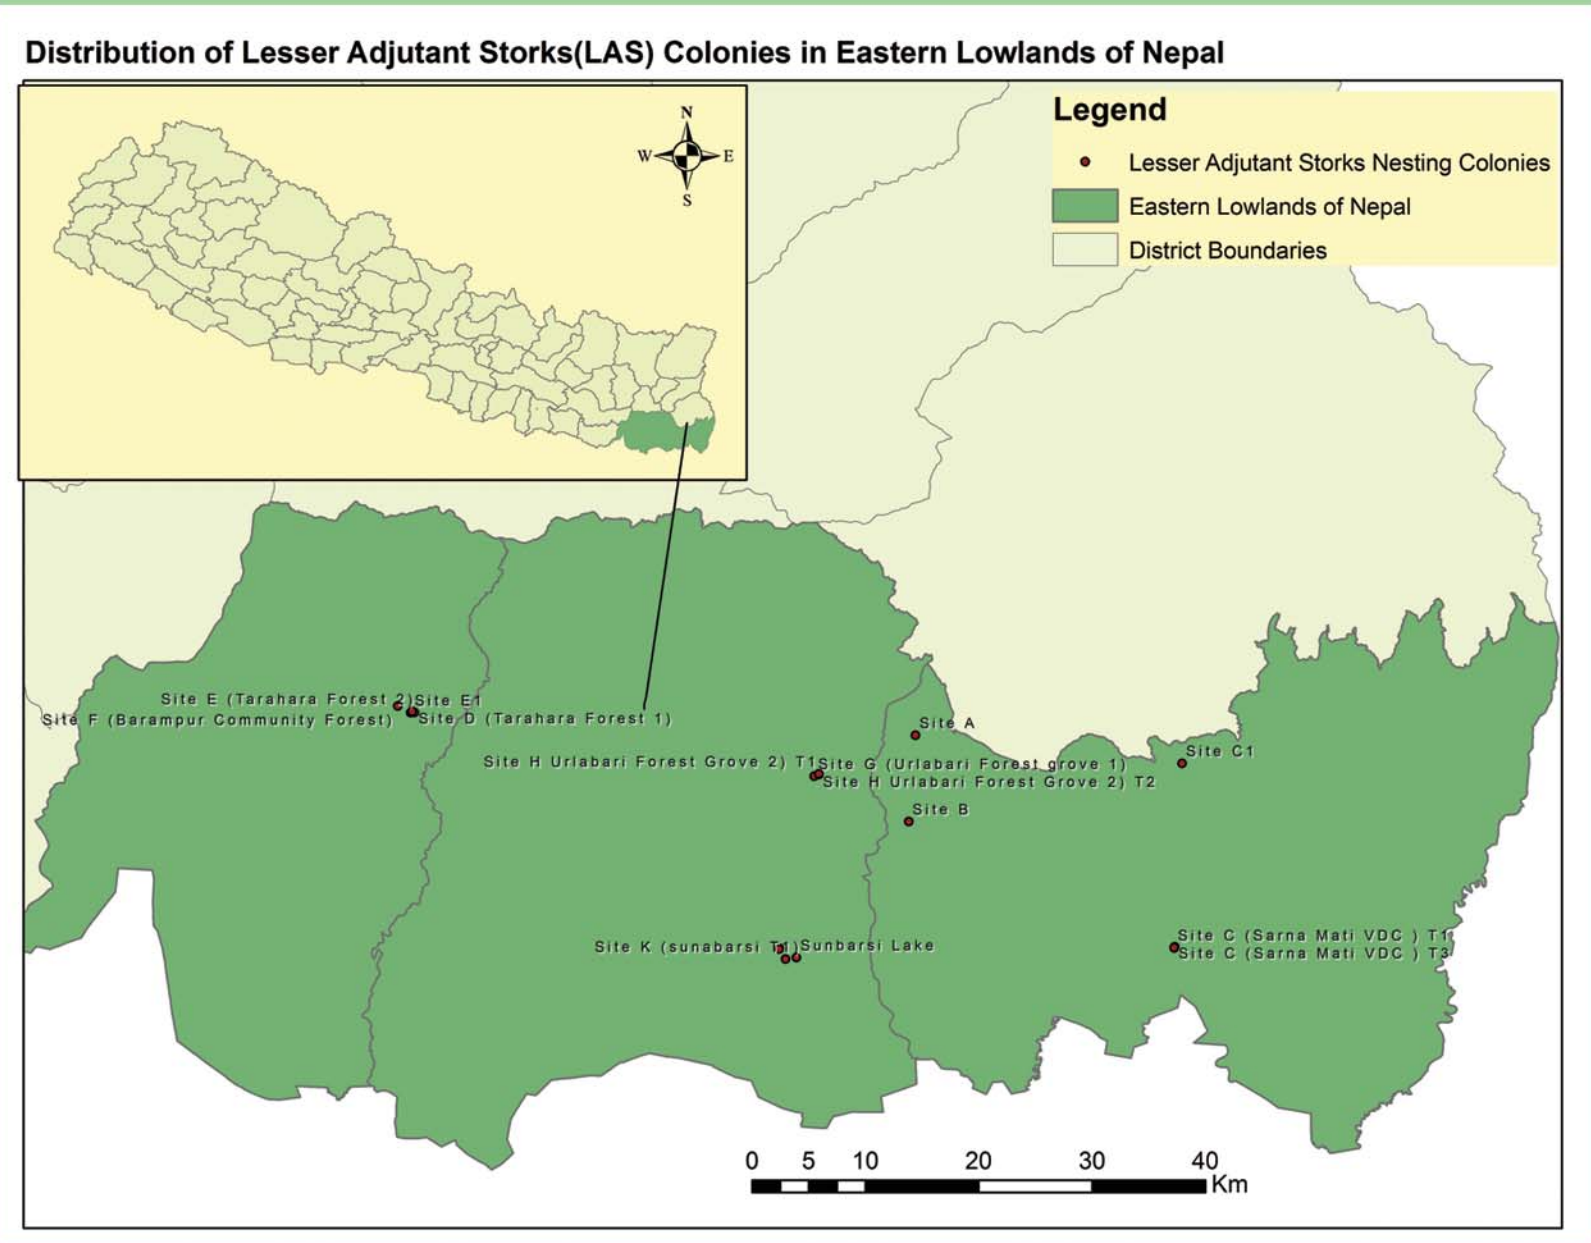 Distribution of Lesser Adjutant Storks(LAS) Colonies in Eastern Lowlands of Nepal
N
W E
S
Legend
Lesser Adjutant Storks Nesting Colonies
Eastern Lowlands of Nepal
District Boundaries
Site E (Tarahara Forest 2)
Site E1
Site F (Barampur Community Forest)
Site D (Tarahara Forest 1)
Site A
Site C1
Site H Urlabari Forest Grove 2) T1
Site G (Urlabari Forest grove 1)
Site H Urlabari Forest Grove 2) T2
Site B
Site K (sunabarsi T1)
Sunbarsi Lake
Site C (Sarna Mati VDC ) T1
Site C (Sarna Mati VDC ) T3
0 5 10 20 30 40
Km